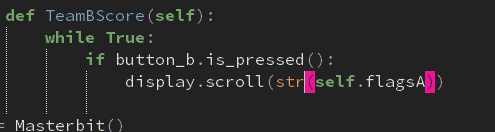 def TeamBScore(self):
while True:
if button_b.is_pressed():
display.scroll(str(self.flagsA))
= Masterbit()